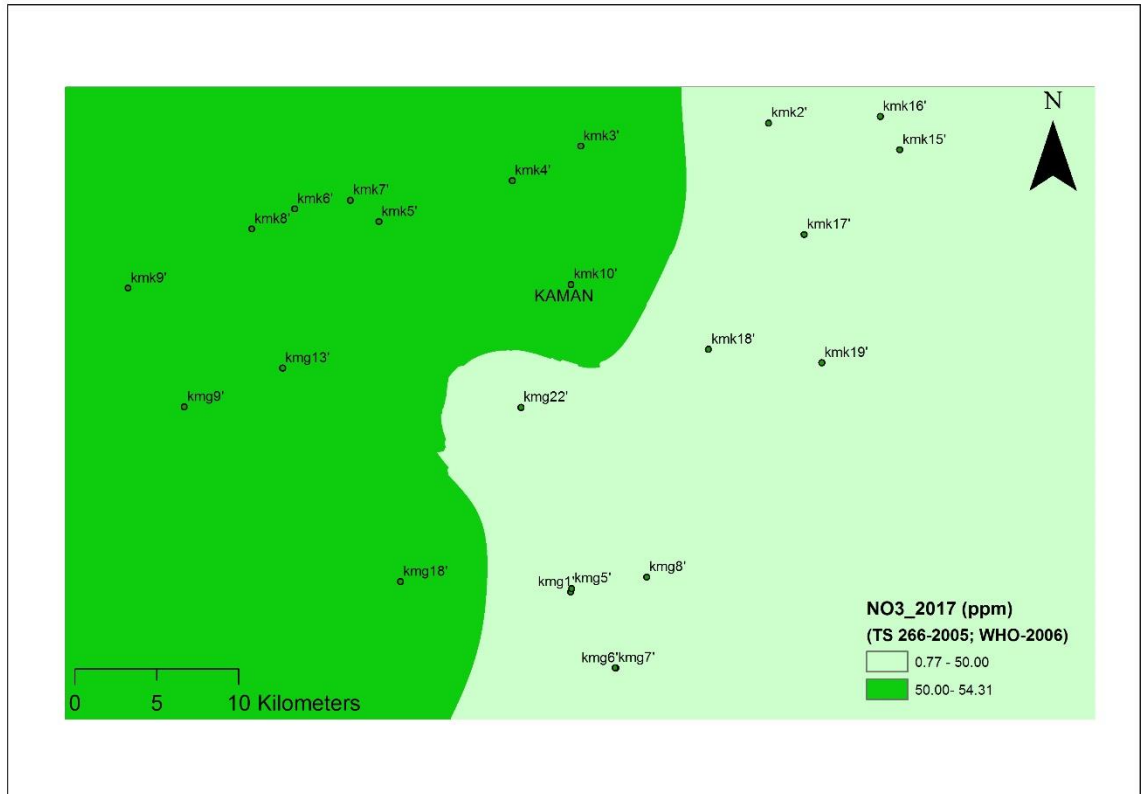 N
kmk16'
kmk2'
kmk15'
kmk3'
kmk4'
kmk7'
kmk6'
kmk5'
kmk8'
kmk17'
kmk9'
kmk10'
KAMAN
kmk18'
kmk19'
kmg13'
kmg9'
kmg22'
kmg18'
kmg1' kmg5'
kmg8'
kmg6' kmg7'
NO3_2017 (ppm)
(TS 266-2005; WHO-2006)
0.77 - 50.00
50.00- 54.31
0 5 10 Kilometers